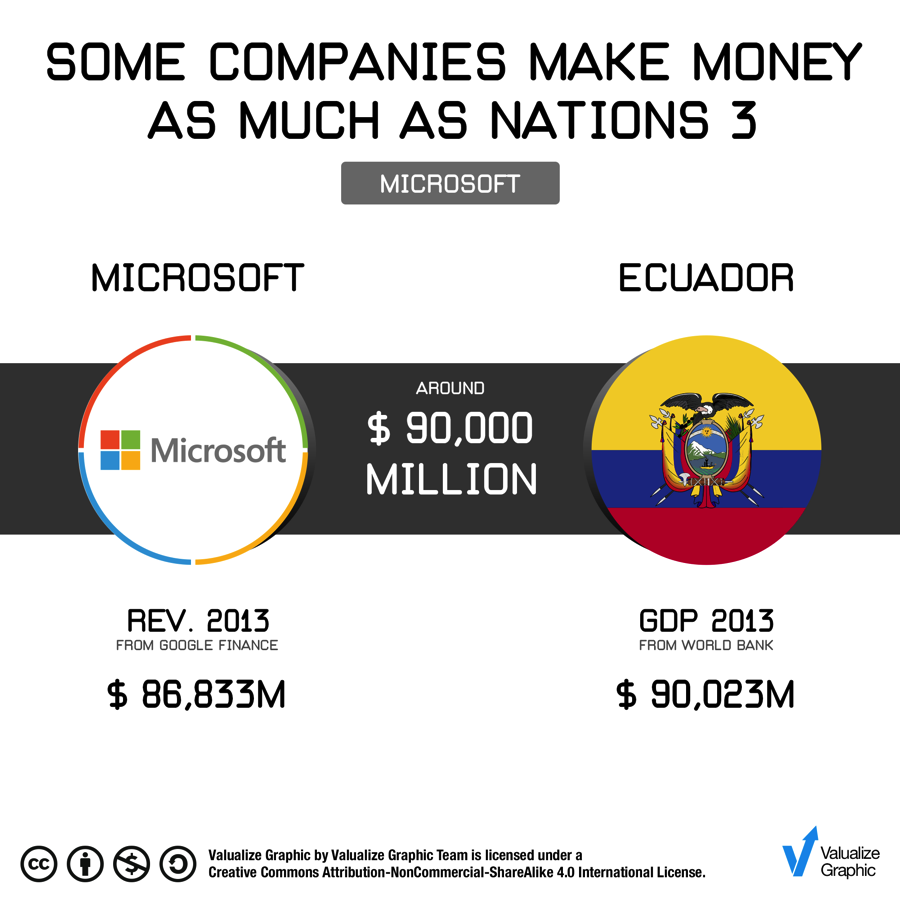 SOME COMPANIES MAKE MONEY
AS MUCH AS NATIONS 3
MICROSOFT
MICROSOFT
ECUADOR
Microsoft
AROUND
$ 90,000
MILLION
REV. 2013
FROM GOOGLE FINANCE
$ 86,833M
GDP 2013
FROM WORLD BANK
$ 90,023M
cc
Valualize Graphic by Valualize Graphic Team is licensed under a
Creative Commons Attribution-NonCommercial-ShareAlike 4.0 International License.
Valualize
Graphic